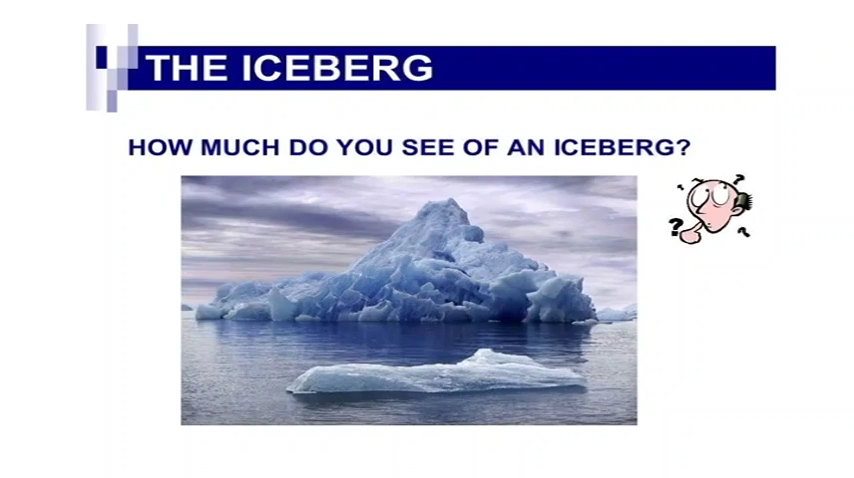 THE ICEBERG
HOW MUCH DO YOU SEE OF AN ICEBERG?
? ?
? ?